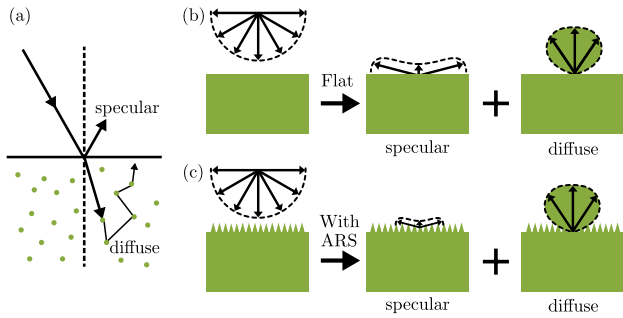 (a)
specular
diffuse
(b)
Flat
specular
diffuse
(c)
With
ARS
specular
diffuse